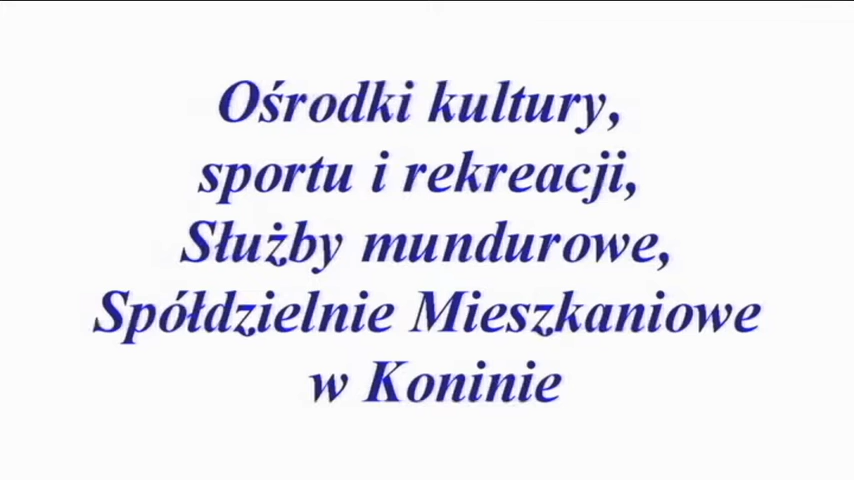 Ośrodki kultury,
sportu i rekreacji,
Służby mundurowe,
Spółdzielnie Mieszkaniowe
w Koninie